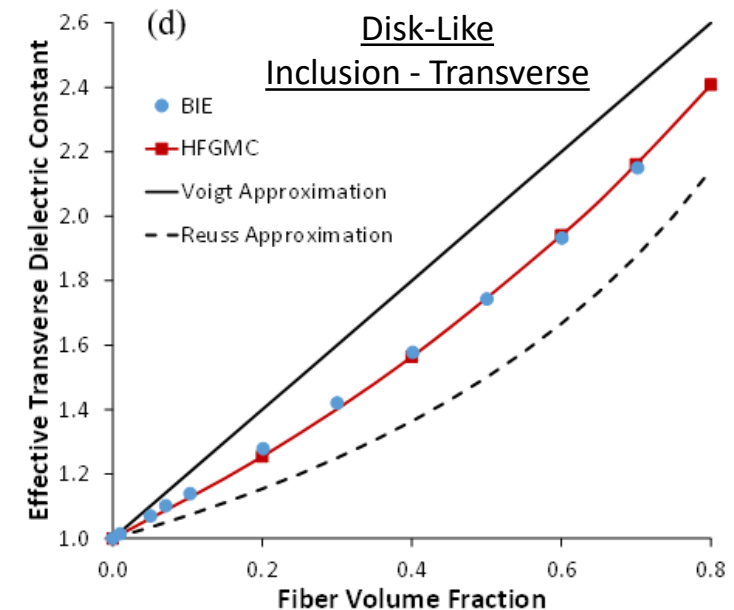 (d)
Disk-Like
Inclusion - Transverse
BIE
HFGMC
Voigt Approximation
Reuss Approximation
Effective Transverse Dielectric Constant
2.6
2.4
2.2
2.0
1.8
1.6
1.4
1.2
1.0
0.0 0.2 0.4 0.6 0.8
Fiber Volume Fraction